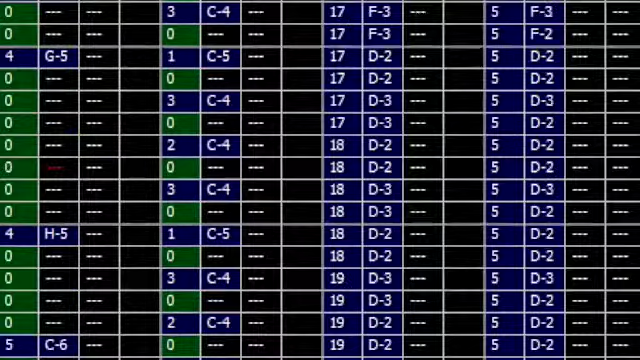 0 --- --- 3 C-4 --- 17 F-3 --- 5 F-3 --- ---
0 --- --- 0 --- --- 17 F-3 --- 5 F-2 --- ---
4 G-5 --- 1 C-5 --- 17 D-2 --- 5 D-2 --- ---
0 --- --- 0 --- --- 17 D-2 --- 5 D-2 --- ---
0 --- --- 3 C-4 --- 17 D-3 --- 5 D-3 --- ---
0 --- --- 0 --- --- 17 D-3 --- 5 D-2 --- ---
0 --- --- 2 C-4 --- 18 D-2 --- 5 D-2 --- ---
0 --- --- 0 --- --- 18 D-2 --- 5 D-2 --- ---
0 --- --- 3 C-4 --- 18 D-3 --- 5 D-3 --- ---
0 --- --- 0 --- --- 18 D-3 --- 5 D-2 --- ---
4 H-5 --- 1 C-5 --- 18 D-2 --- 5 D-2 --- ---
0 --- --- 0 --- --- 18 D-2 --- 5 D-2 --- ---
0 --- --- 3 C-4 --- 19 D-3 --- 5 D-3 --- ---
0 --- --- 0 --- --- 19 D-3 --- 5 D-2 --- ---
0 --- --- 2 C-4 --- 19 D-2 --- 5 D-2 --- ---
5 C-6 --- 0 --- --- 19 D-2 --- 5 D-2 --- ---